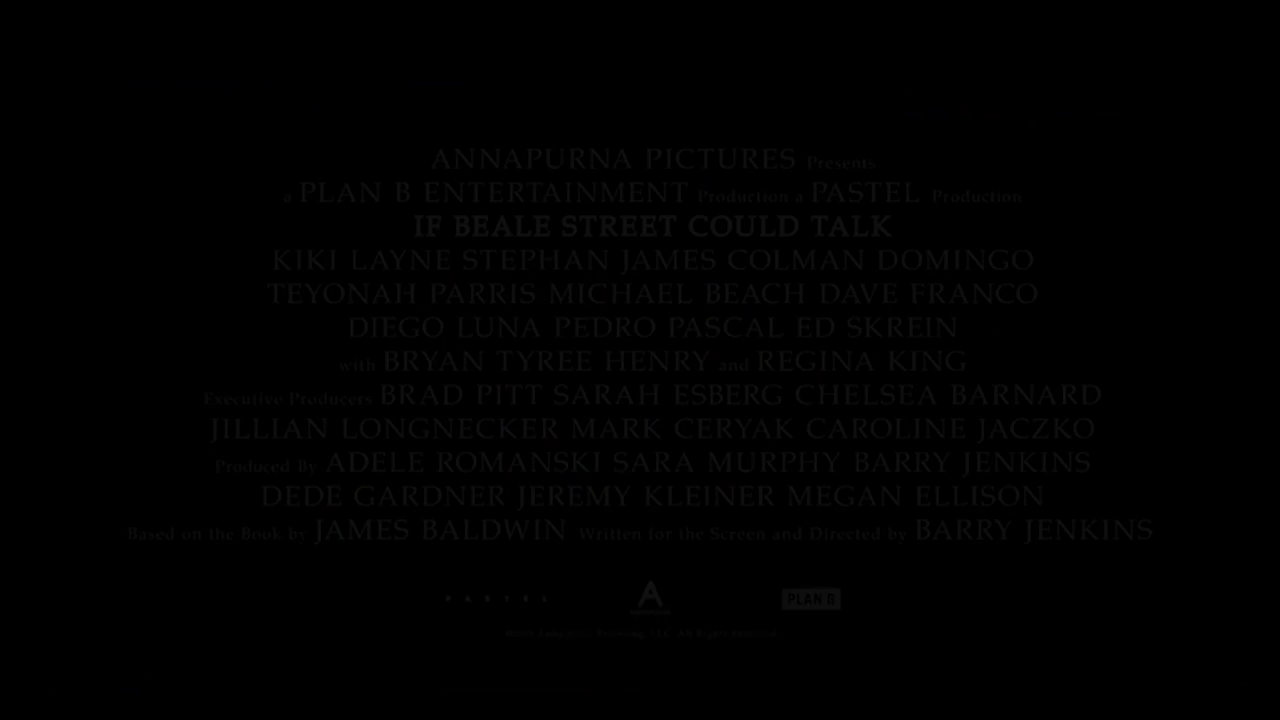 ANNAPURNA PICTURES Presents
a PLAN B ENTERTAINMENT Production a PASTEL Production
IF BEALE STREET COULD TALK
KIKI LAYNE STEPHAN JAMES COLMAN DOMINGO
TEYONAH PARRIS MICHAEL BEACH DAVE FRANCO
DIEGO LUNA PEDRO PASCAL ED SKREIN
with BRYAN TYREE HENRY and REGINA KING
Executive Producers BRAD PITT SARAH ESBERG CHELSEA BARNARD
JILLIAN LONGNECKER MARK CERYAK CAROLINE JACZKO
Produced By ADELE ROMANSKI SARA MURPHY BARRY JENKINS
DEDE GARDNER JEREMY KLEINER MEGAN ELLISON
Based on the Book by JAMES BALDWIN Written for the Screen and Directed by BARRY JENKINS
PASTEL A PLAN B
All Rights Reserved